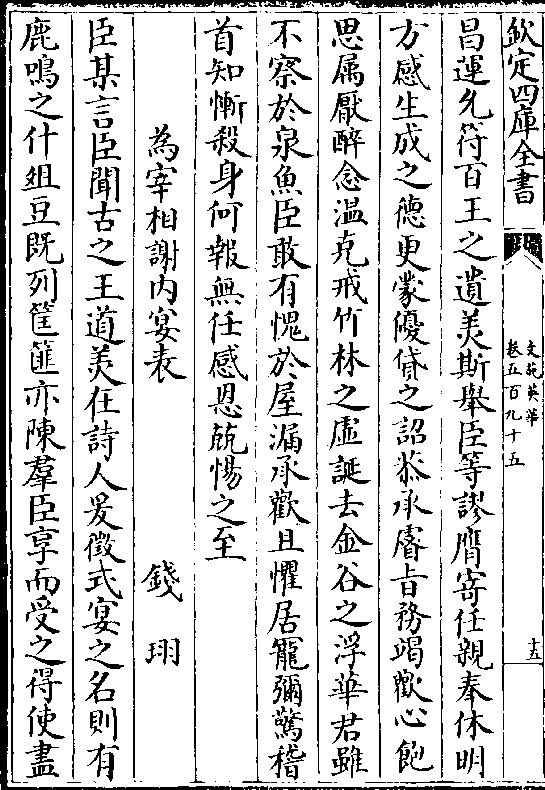 欽定四庫全書
文苑英華
卷五百九十五
十五
昌運允符百王之遺美斯舉臣等謬膺寄任親奉休明
方感生成之德更蒙優貸之詔恭承睿旨務竭歡心飽
思属厭醉念温克戒竹林之虚誕去金谷之浮華君雖
不察於泉魚臣敢有愧於屋漏承歡且懼居寵彌驚稽
首知慚殺身何報無任感恩兢惕之至
為宰相謝内宴表
錢珝
臣某言臣聞古之王道美在詩人爰徵式宴之名則有
鹿鳴之什俎豆既列筐篚亦陳羣臣享而受之得使盡